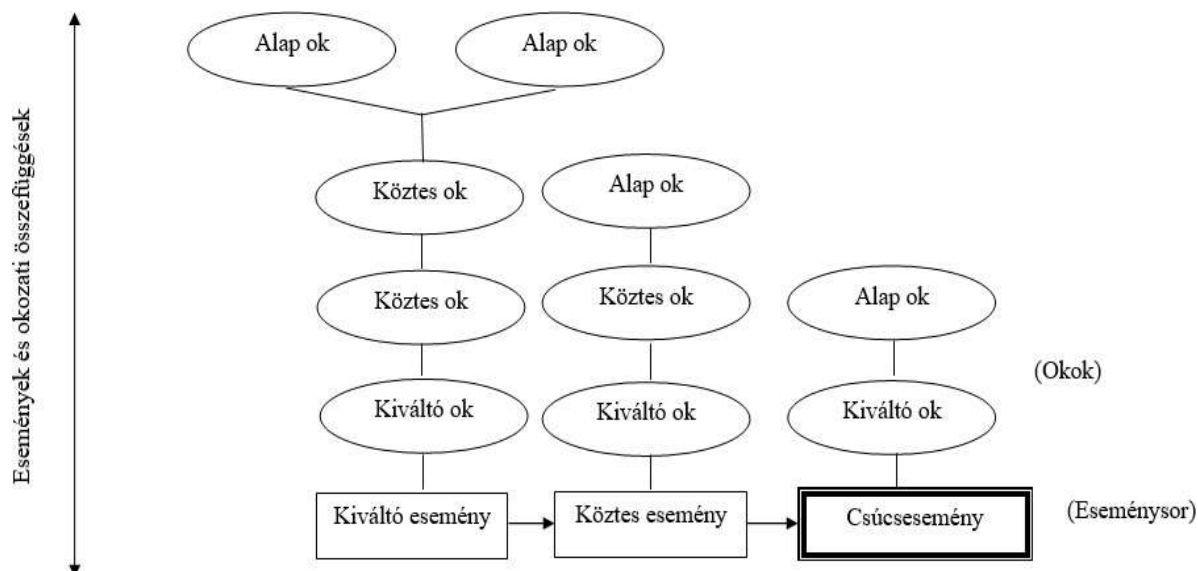 Események és okozati összefüggések
Alap ok
Alap ok
Köztes ok
Alap ok
Köztes ok
Köztes ok
Alap ok
(Okok)
Kiváltó ok
Kiváltó ok
Kiváltó ok
Kiváltó esemény
Köztes esemény
Csúcsesemény
(Eseménysor)